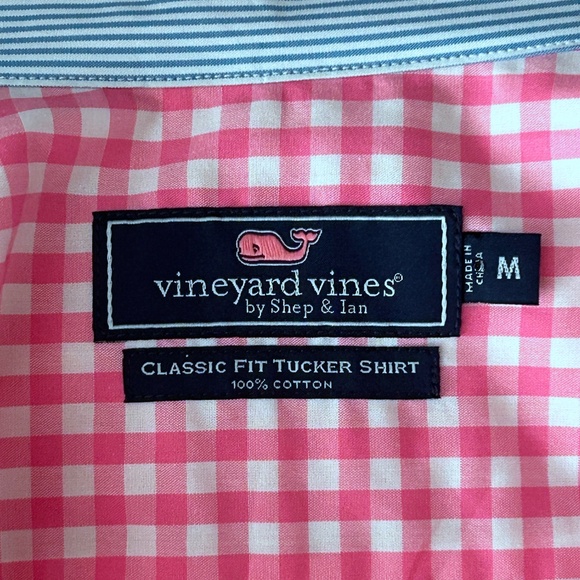 vineyard vines®
by Shep & Ian
MADE IN
CHINA
M
CLASSIC FIT TUCKER SHIRT
100% COTTON